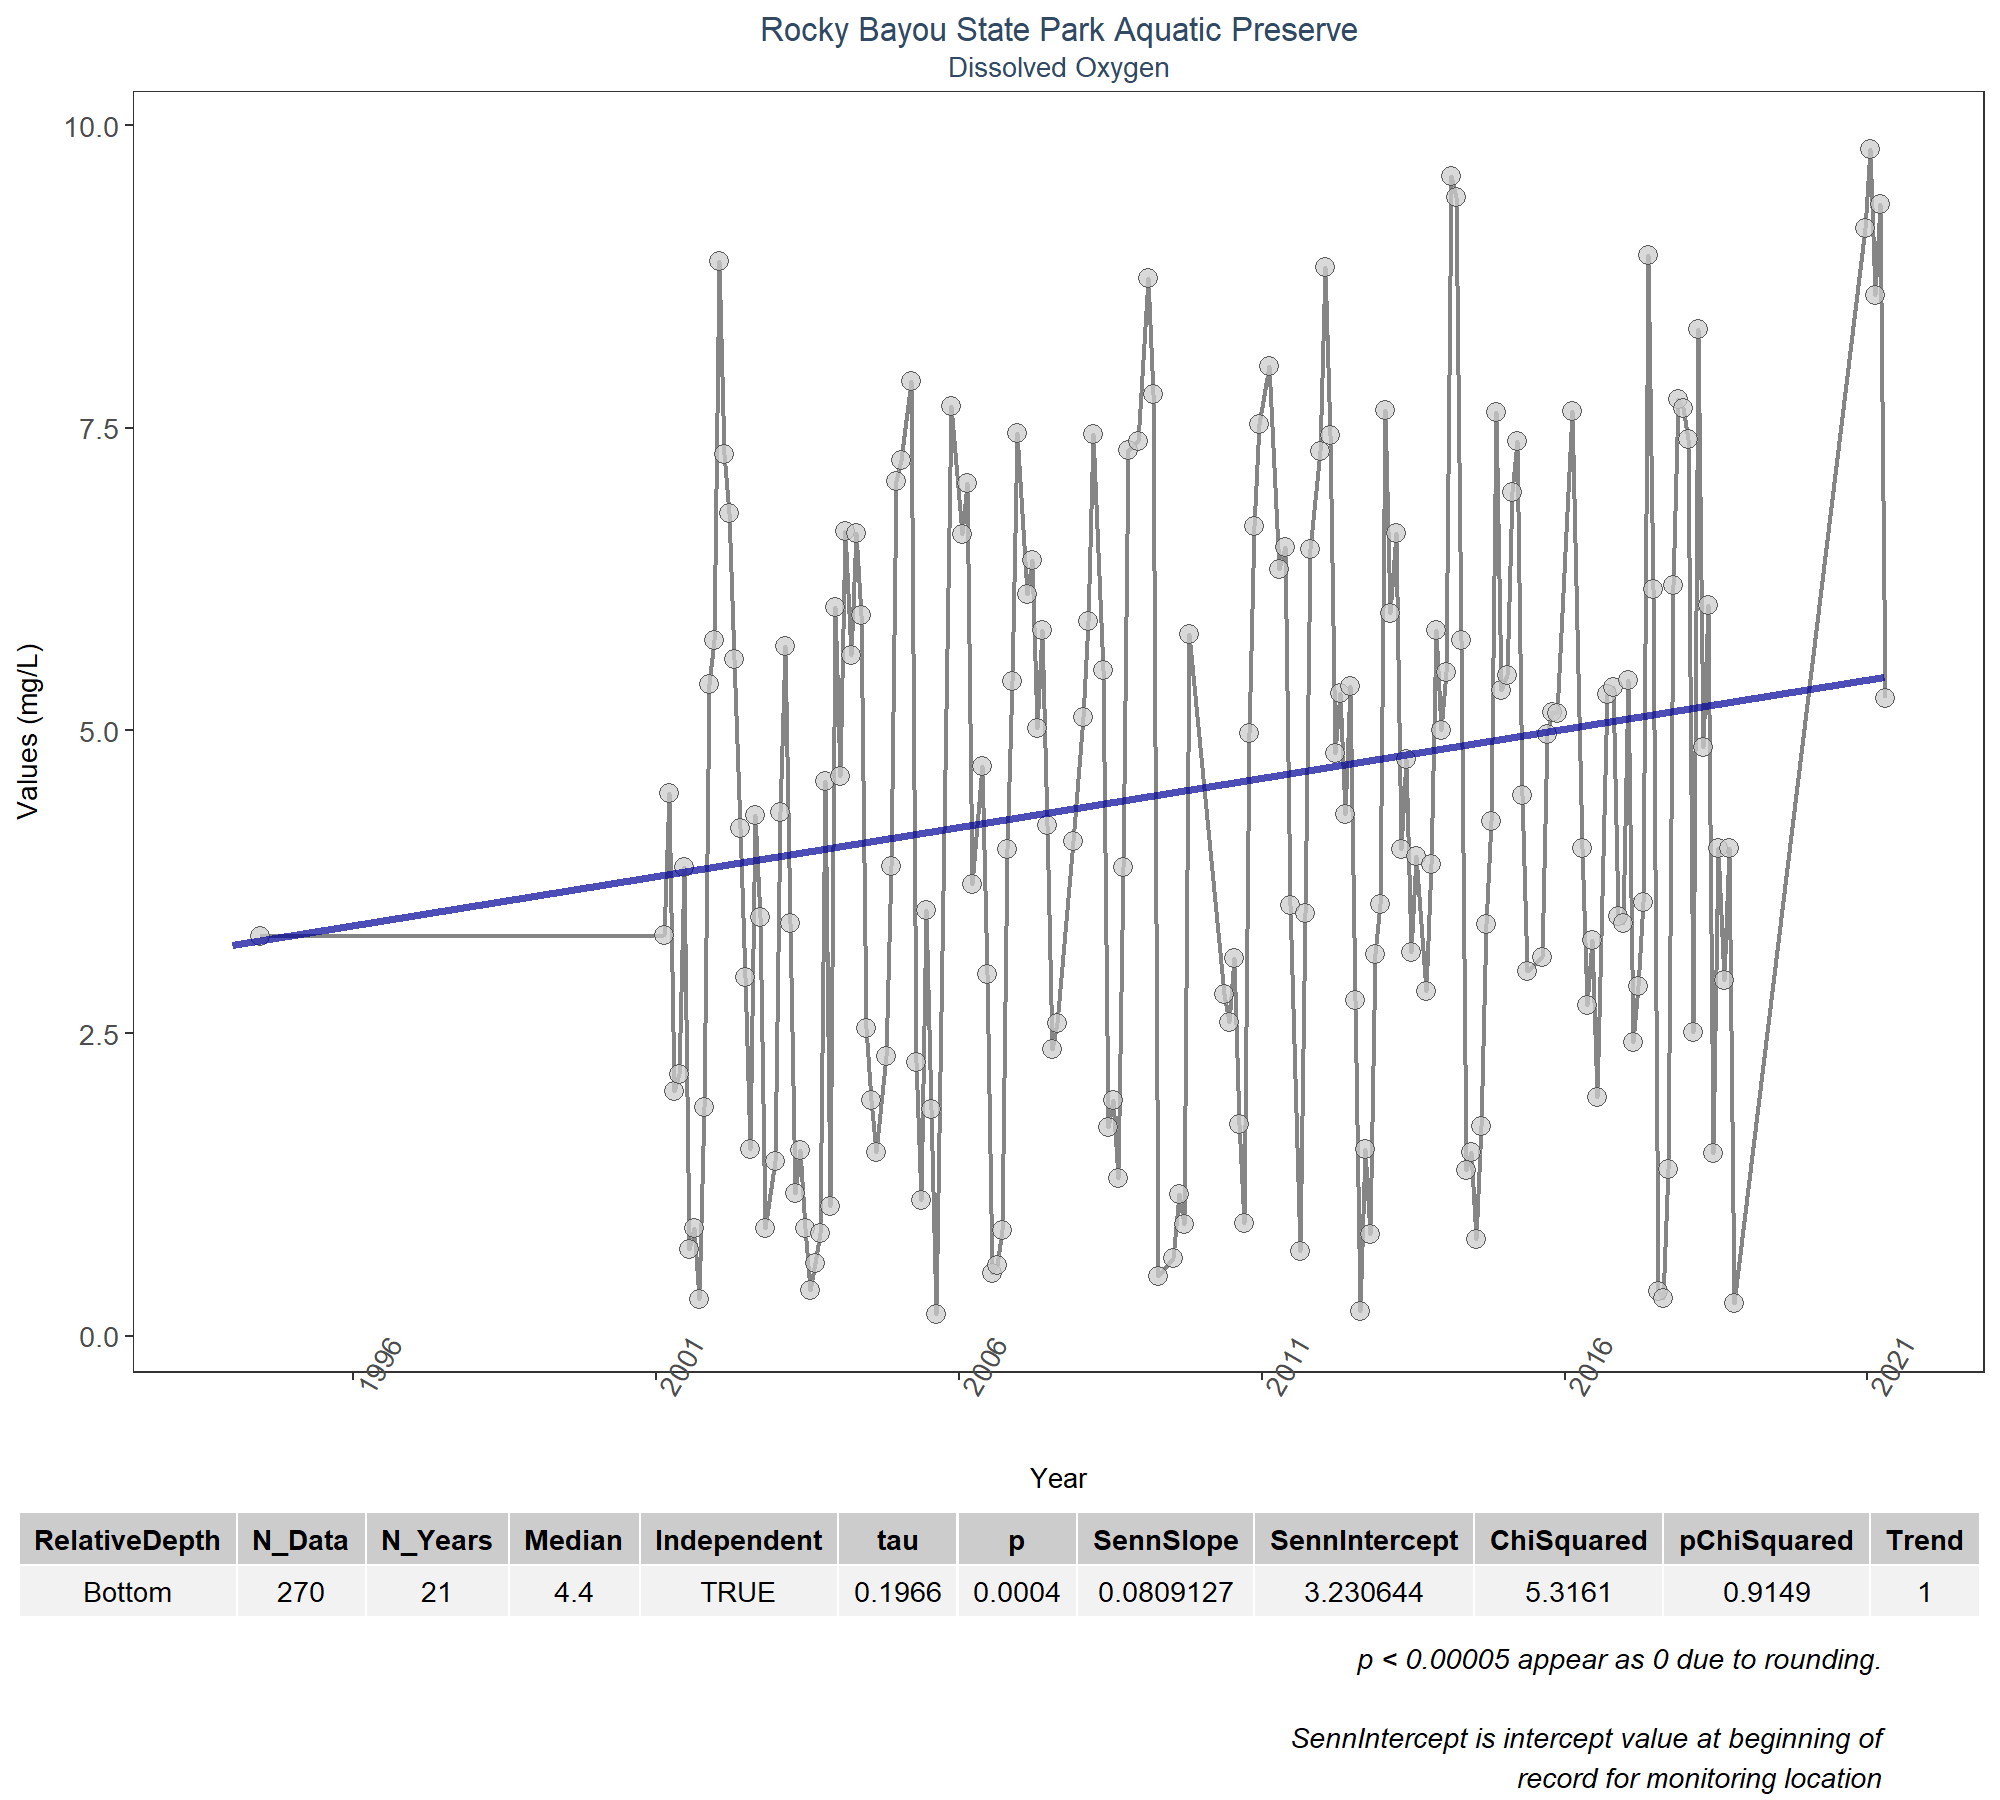 Rocky Bayou State Park Aquatic Preserve
Dissolved Oxygen
10.0
7.5
5.0
2.5
0.0
Values (mg/L)
1996 2001 2006 2011 2016 2021
Year
RelativeDepth N_Data N_Years Median Independent tau p SennSlope SennIntercept ChiSquared pChiSquared Trend
Bottom 270 21 4.4 TRUE 0.1966 0.0004 0.0809127 3.230644 5.3161 0.9149 1
p < 0.00005 appear as 0 due to rounding.
SennIntercept is intercept value at beginning of
record for monitoring location